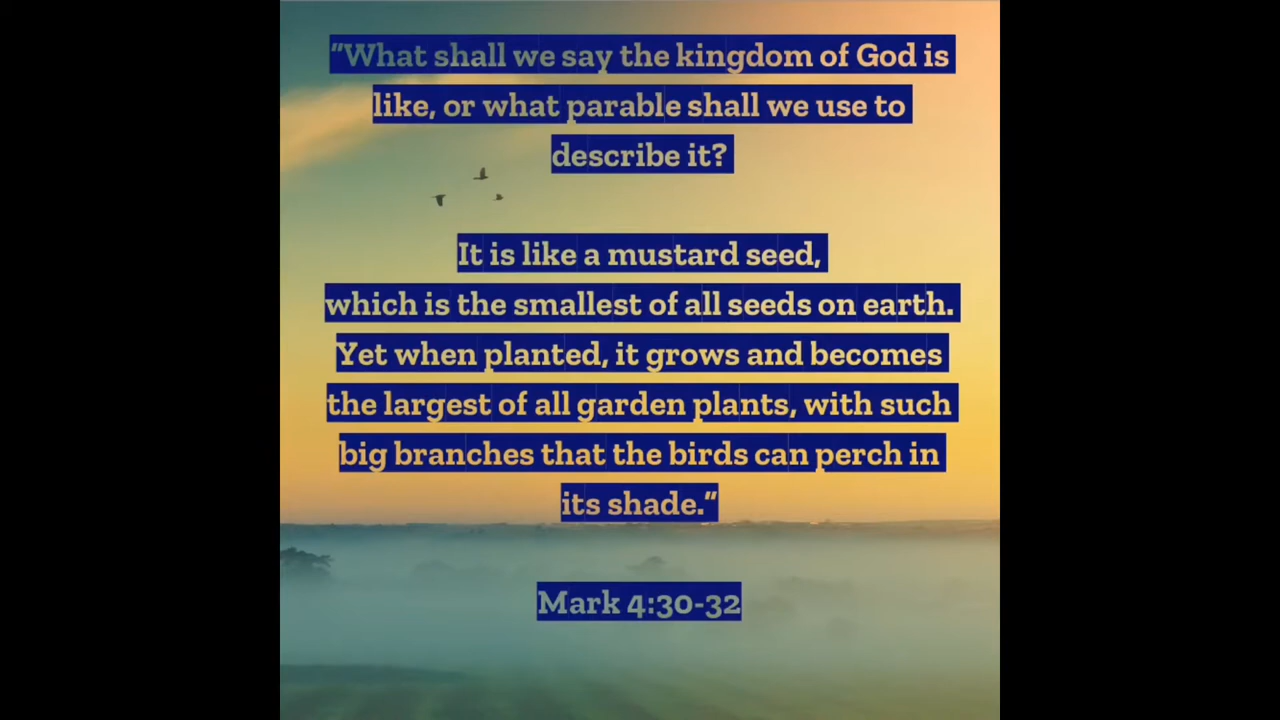 "What shall we say the kingdom of God is
like, or what parable shall we use to
describe it?
It is like a mustard seed,
which is the smallest of all seeds on earth.
Yet when planted, it grows and becomes
the largest of all garden plants, with such
big branches that the birds can perch in
its shade."
Mark 4:30-32